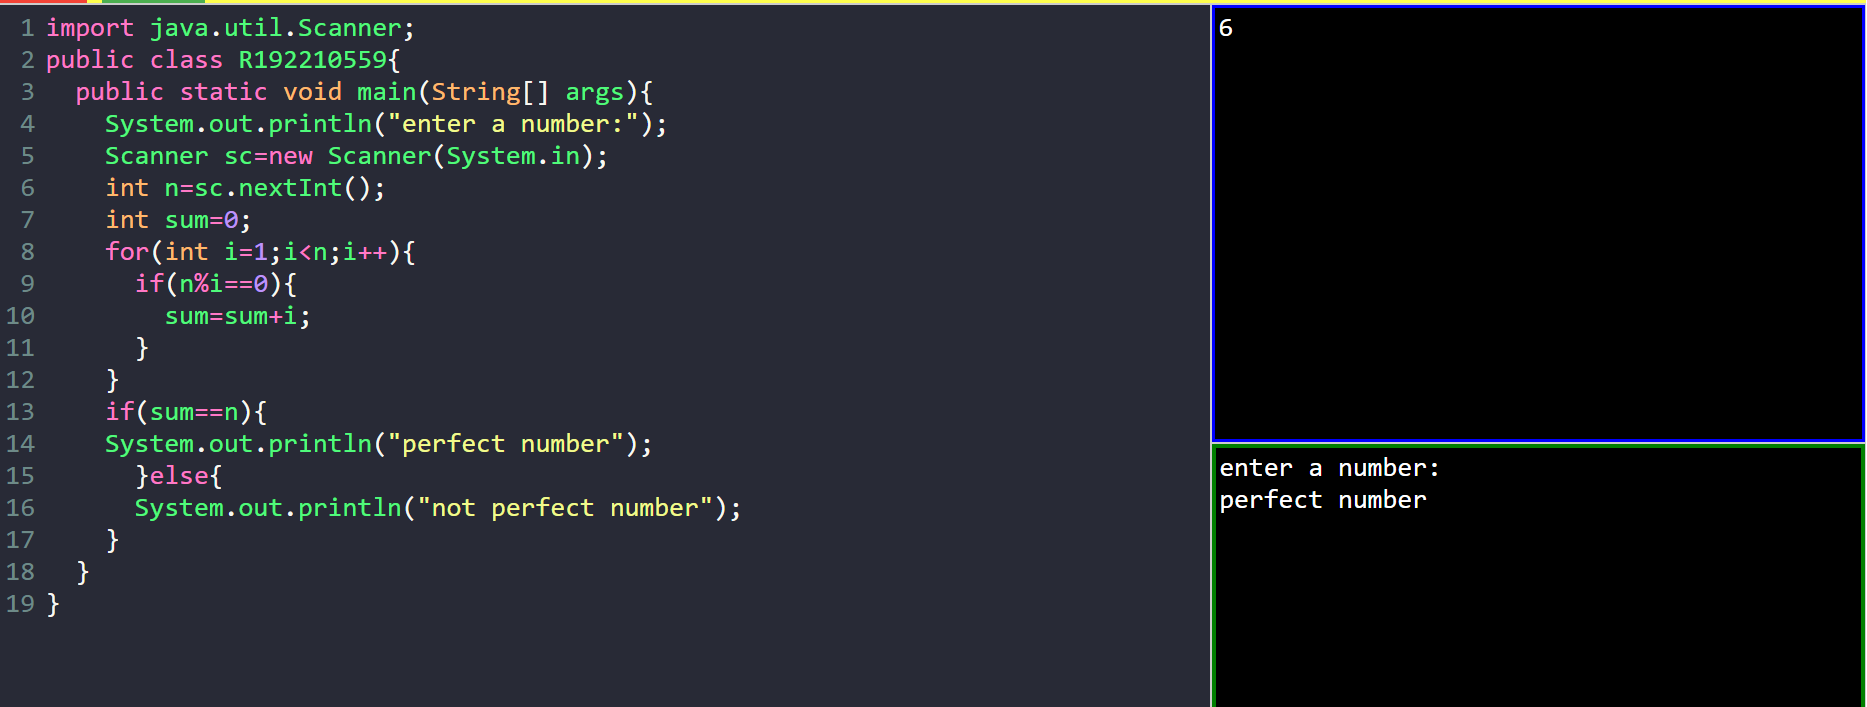 1 import java.util.Scanner;
2 public class R192210559{
3   public static void main(String[] args){
4     System.out.println("enter a number:");
5     Scanner sc=new Scanner(System.in);
6     int n=sc.nextInt();
7     int sum=0;
8     for(int i=1;i<n;i++){
9       if(n%i==0){
10         sum=sum+i;
11       }
12     }
13     if(sum==n){
14     System.out.println("perfect number");
15       }else{
16       System.out.println("not perfect number");
17     }
18   }
19 }
6
enter a number:
perfect number